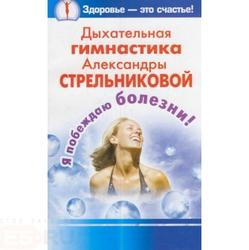 Здоровье — это счастье!
Дыхательная
гимнастика
Александры
СТРЕЛЬНИКОВОЙ
Я побеждаю болезни!